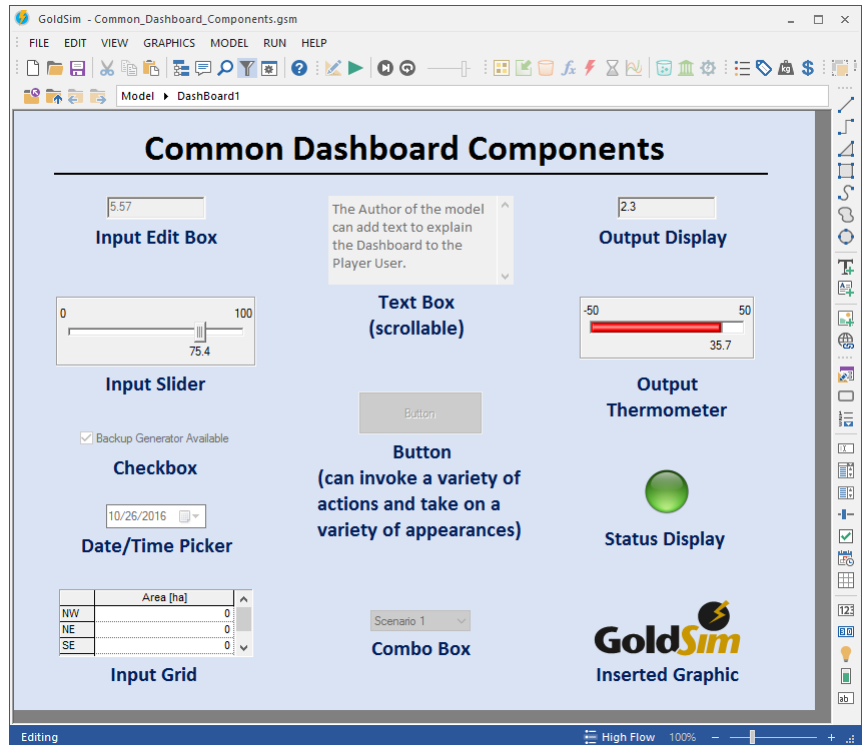 GoldSim - Common_Dashboard_Components.gsm
FILE EDIT VIEW GRAPHICS MODEL RUN HELP
Model DashBoard1
Common Dashboard Components
5.57
Input Edit Box
The Author of the model
can add text to explain
the Dashboard to the
Player User.
Text Box
(scrollable)
2.3
Output Display
0 100
75.4
Input Slider
-50 50
35.7
Output
Thermometer
Backup Generator Available
Checkbox
Button
Button
(can invoke a variety of
actions and take on a
variety of appearances)
10/26/2016
Date/Time Picker
Status Display
Area [ha]
NW 0
NE 0
SE 0
Input Grid
Scenario 1
Combo Box
GoldSim
Inserted Graphic
Editing
High Flow 100%